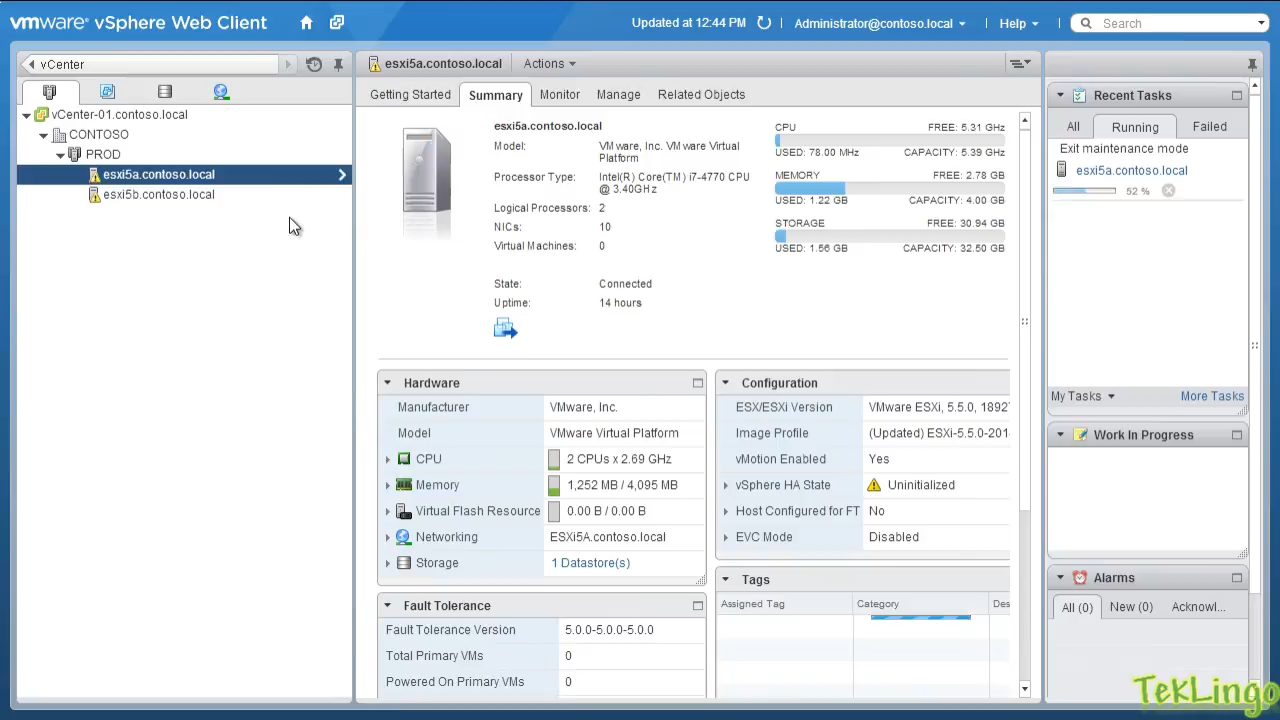 vmware® vSphere Web Client
Updated at 12:44 PM
Administrator@contoso.local
Help
Search
vCenter
vCenter-01.contoso.local
CONTOSO
PROD
esxi5a.contoso.local
esxi5b.contoso.local
esxi5a.contoso.local
Actions
Getting Started
Summary
Monitor
Manage
Related Objects
esxi5a.contoso.local
Model: VMware, Inc. VMware Virtual
Platform
Processor Type: Intel(R) Core(TM) i7-4770 CPU
@ 3.40GHz
Logical Processors: 2
NICs: 10
Virtual Machines: 0
State: Connected
Uptime: 14 hours
CPU FREE: 5.31 GHz
USED: 78.00 MHz CAPACITY: 5.39 GHz
MEMORY FREE: 2.78 GB
USED: 1.22 GB CAPACITY: 4.00 GB
STORAGE FREE: 30.94 GB
USED: 1.56 GB CAPACITY: 32.50 GB
Hardware
Manufacturer VMware, Inc.
Model VMware Virtual Platform
CPU 2 CPUs x 2.69 GHz
Memory 1,252 MB / 4,095 MB
Virtual Flash Resource 0.00 B / 0.00 B
Networking ESXi5A.contoso.local
Storage 1 Datastore(s)
Fault Tolerance
Fault Tolerance Version 5.0.0-5.0.0-5.0.0
Total Primary VMs 0
Powered On Primary VMs 0
Configuration
ESX/ESXi Version VMware ESXi, 5.5.0, 1892
Image Profile (Updated) ESXi-5.5.0-201
vMotion Enabled Yes
vSphere HA State Uninitialized
Host Configured for FT No
EVC Mode Disabled
Tags
Assigned Tag Category Des
Recent Tasks
All Running Failed
Exit maintenance mode
esxi5a.contoso.local
52 %
My Tasks More Tasks
Work In Progress
Alarms
All (0) New (0) Acknowl...
TekLingo